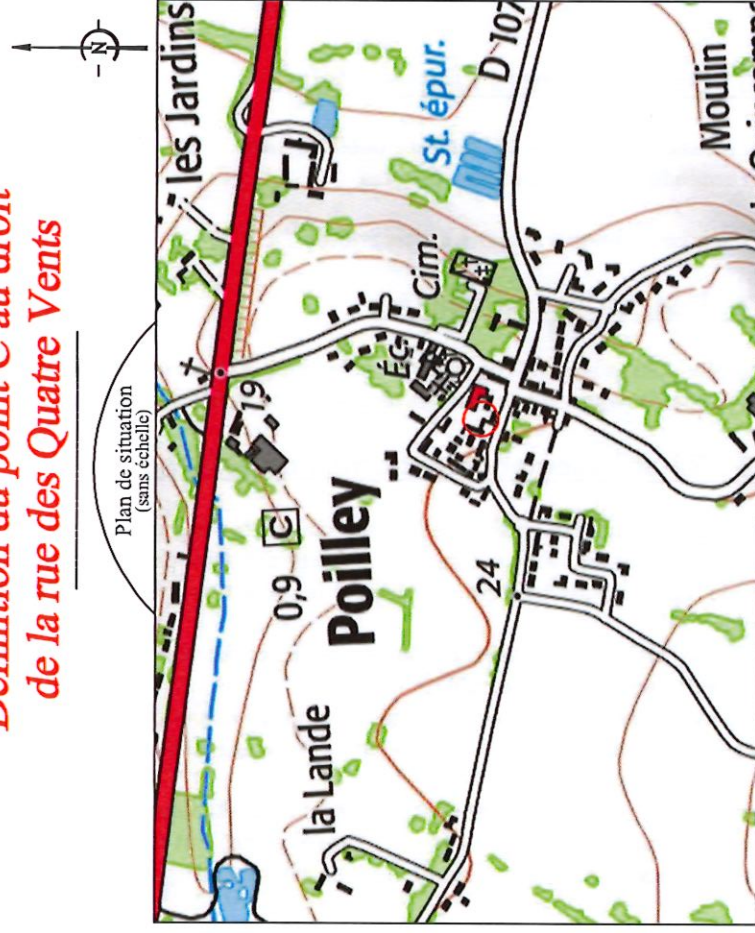 de la rue des Quatre Vents
Plan de situation
(sans échelle)
N
les Jardins
19
C
0,9
Poilley
Éc.
Cim.
St. épur.
D 107
24
la Lande
Moulin